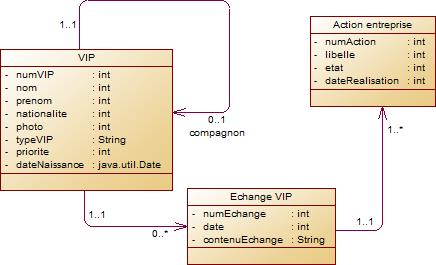 1..1
VIP
- numVIP : int
- nom : int
- prenom : int
- nationalite : int
- photo : int
- typeVIP : String
- priorite : int
- dateNaissance : java.util.Date
0..1
compagnon
Action entreprise
- numAction : int
- libelle : int
- etat : int
- dateRealisation : int
1..*
1..1
0..*
Echange VIP
- numEchange : int
- date : int
- contenuEchange : String
1..1